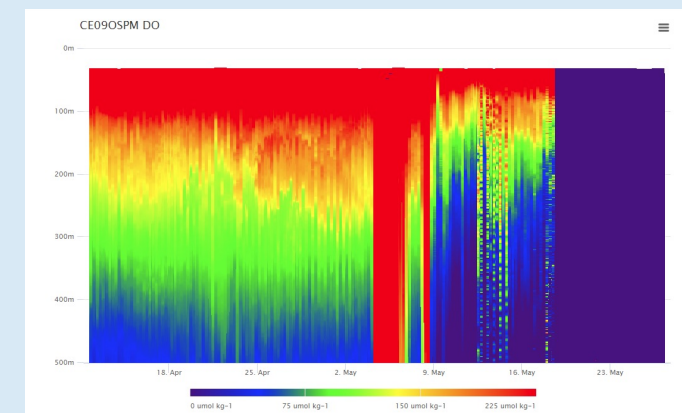 CE09OSPM DO
0m
100m
200m
300m
400m
500m
18. Apr
25. Apr
2. May
9. May
16. May
23. May
0 umol kg-1
75 umol kg-1
150 umol kg-1
225 umol kg-1